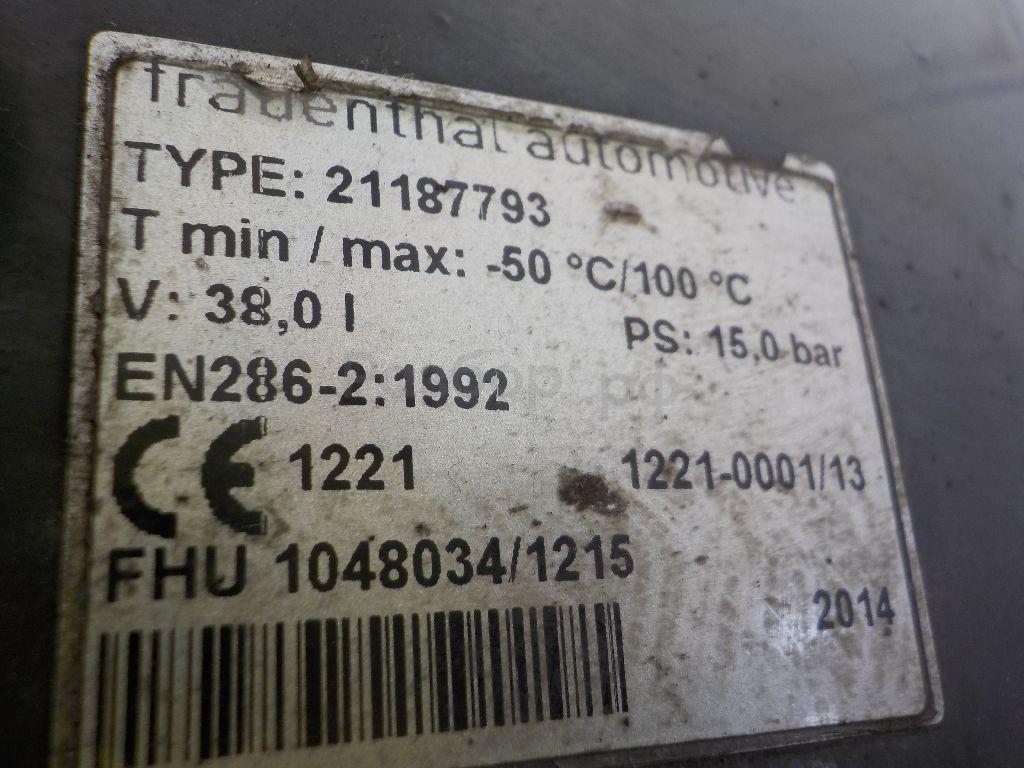 frauenthal automotive
TYPE: 21187793
T min / max: -50 °C/100 °C
V: 38,0 l PS: 15,0 bar
EN286-2:1992
CE 1221 1221-0001/13
FHU 1048034/1215
2014